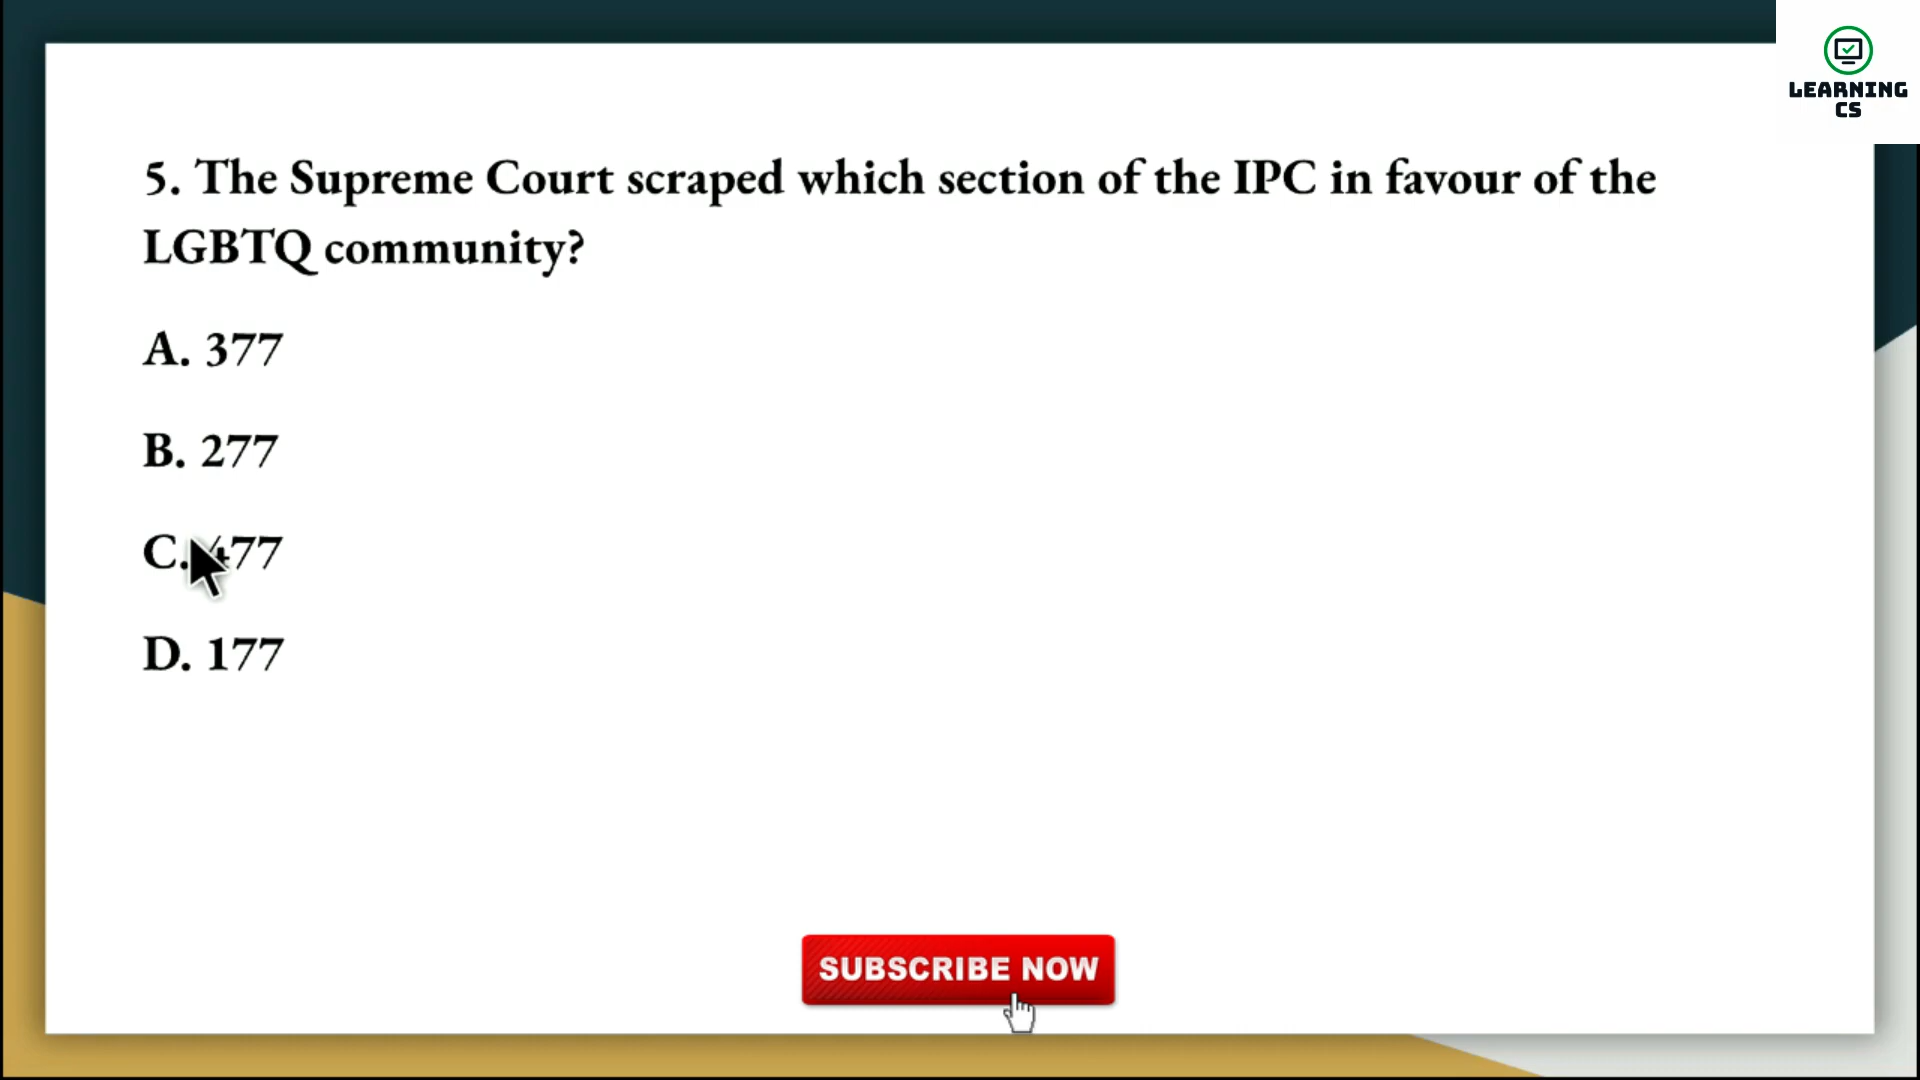 LEARNING
CS
5. The Supreme Court scraped which section of the IPC in favour of the
LGBTQ community?
A. 377
B. 277
C. 477
D. 177
SUBSCRIBE NOW